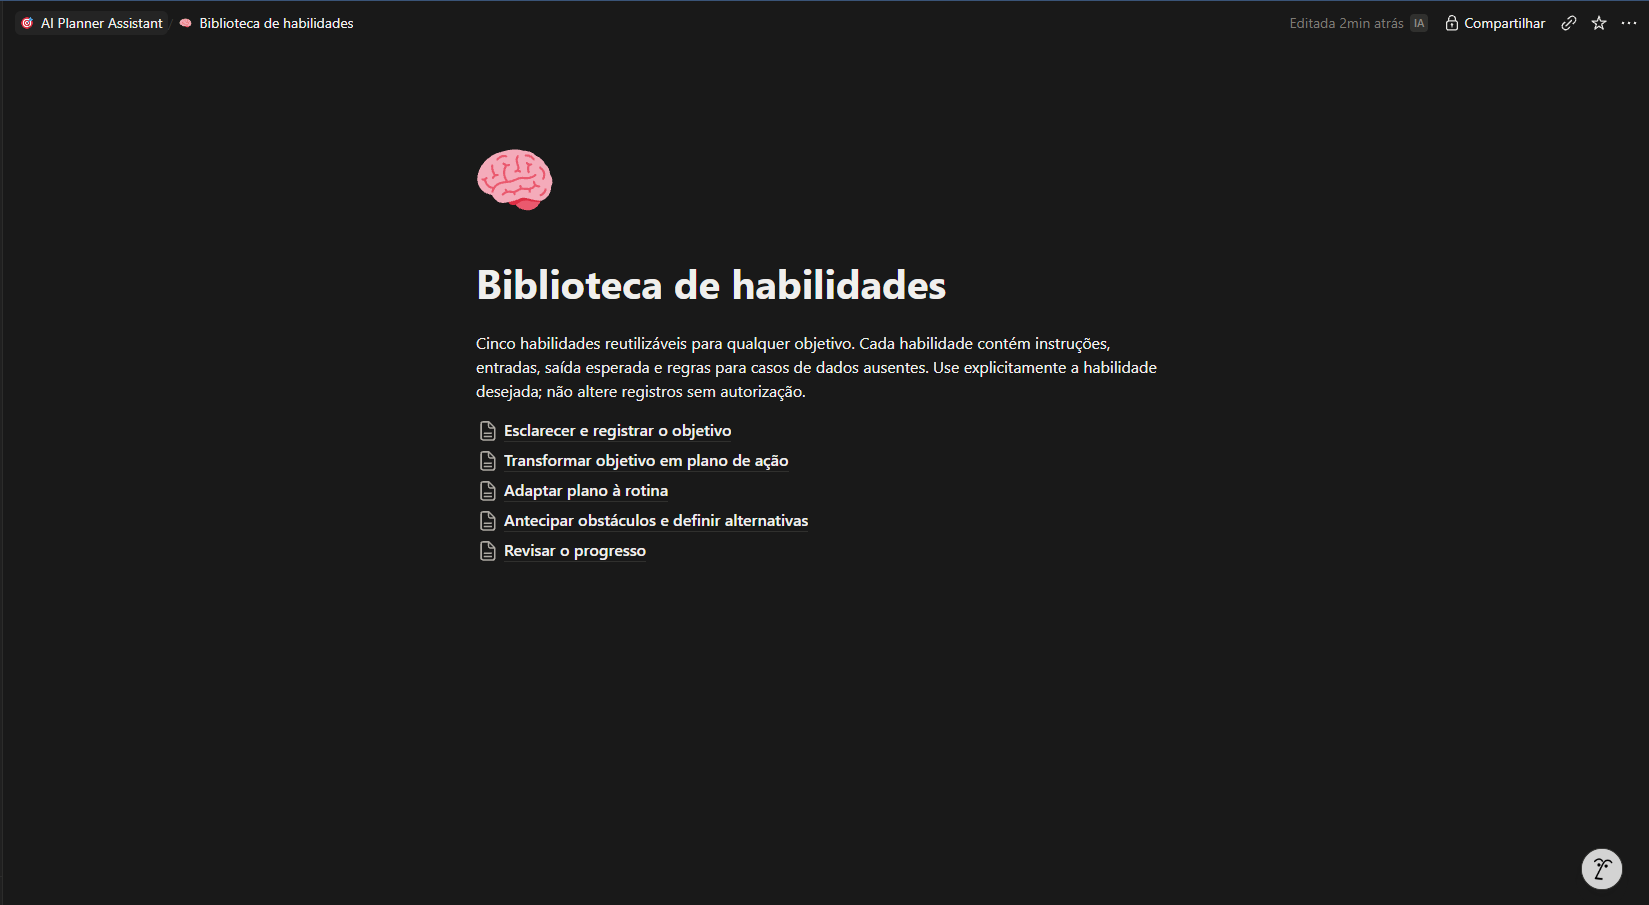 AI Planner Assistant / Biblioteca de habilidades
Editada 2min atrás IA Compartilhar
Biblioteca de habilidades
Cinco habilidades reutilizáveis para qualquer objetivo. Cada habilidade contém instruções,
entradas, saída esperada e regras para casos de dados ausentes. Use explicitamente a habilidade
desejada; não altere registros sem autorização.
Esclarecer e registrar o objetivo
Transformar objetivo em plano de ação
Adaptar plano à rotina
Antecipar obstáculos e definir alternativas
Revisar o progresso